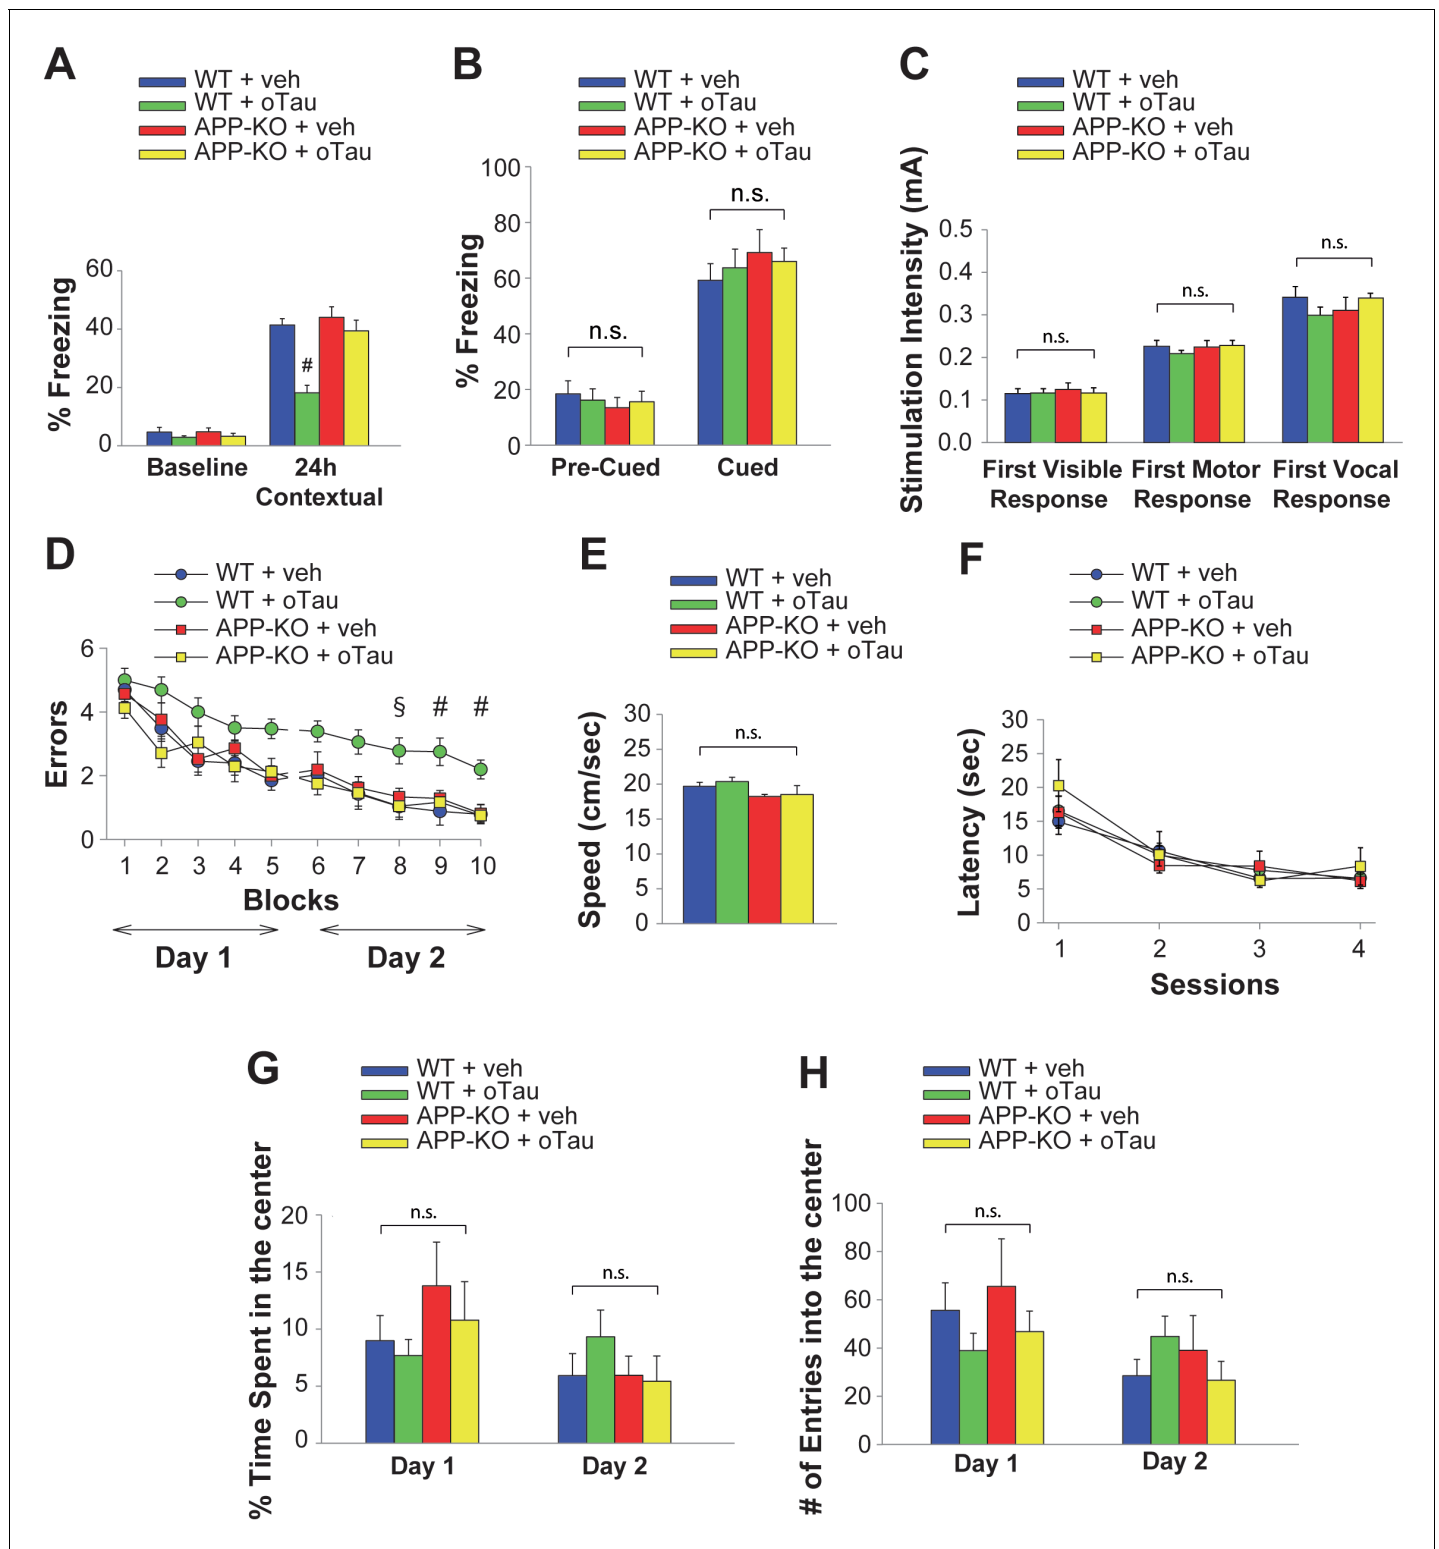 A
WT + veh
WT + oTau
APP-KO + veh
APP-KO + oTau
% Freezing
60
40
20
0
#
Baseline
24h
Contextual
B
WT + veh
WT + oTau
APP-KO + veh
APP-KO + oTau
% Freezing
100
80
60
40
20
0
n.s.
n.s.
Pre-Cued
Cued
C
WT + veh
WT + oTau
APP-KO + veh
APP-KO + oTau
Stimulation Intensity (mA)
0.5
0.4
0.3
0.2
0.1
0.0
n.s.
n.s.
n.s.
First Visible
Response
First Motor
Response
First Vocal
Response
D
WT + veh
WT + oTau
APP-KO + veh
APP-KO + oTau
Errors
6
4
2
0
§ # #
1 2 3 4 5 6 7 8 9 10
Blocks
Day 1
Day 2
E
WT + veh
WT + oTau
APP-KO + veh
APP-KO + oTau
Speed (cm/sec)
30
25
20
15
10
5
0
n.s.
F
WT + veh
WT + oTau
APP-KO + veh
APP-KO + oTau
Latency (sec)
30
25
20
15
10
5
0
1 2 3 4
Sessions
G
WT + veh
WT + oTau
APP-KO + veh
APP-KO + oTau
% Time Spent in the center
20
15
10
5
0
n.s.
n.s.
Day 1
Day 2
H
WT + veh
WT + oTau
APP-KO + veh
APP-KO + oTau
# of Entries into the center
100
80
60
40
20
0
n.s.
n.s.
Day 1
Day 2